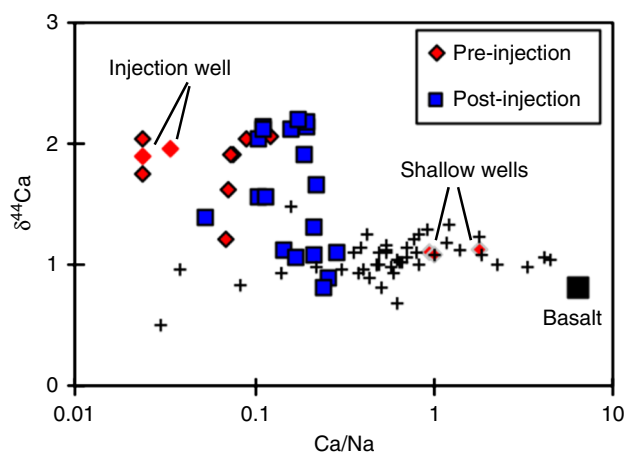 3
Injection well
Pre-injection
Post-injection
2
Shallow wells
δ⁴⁴Ca
1
Basalt
0
0.01
0.1
1
10
Ca/Na